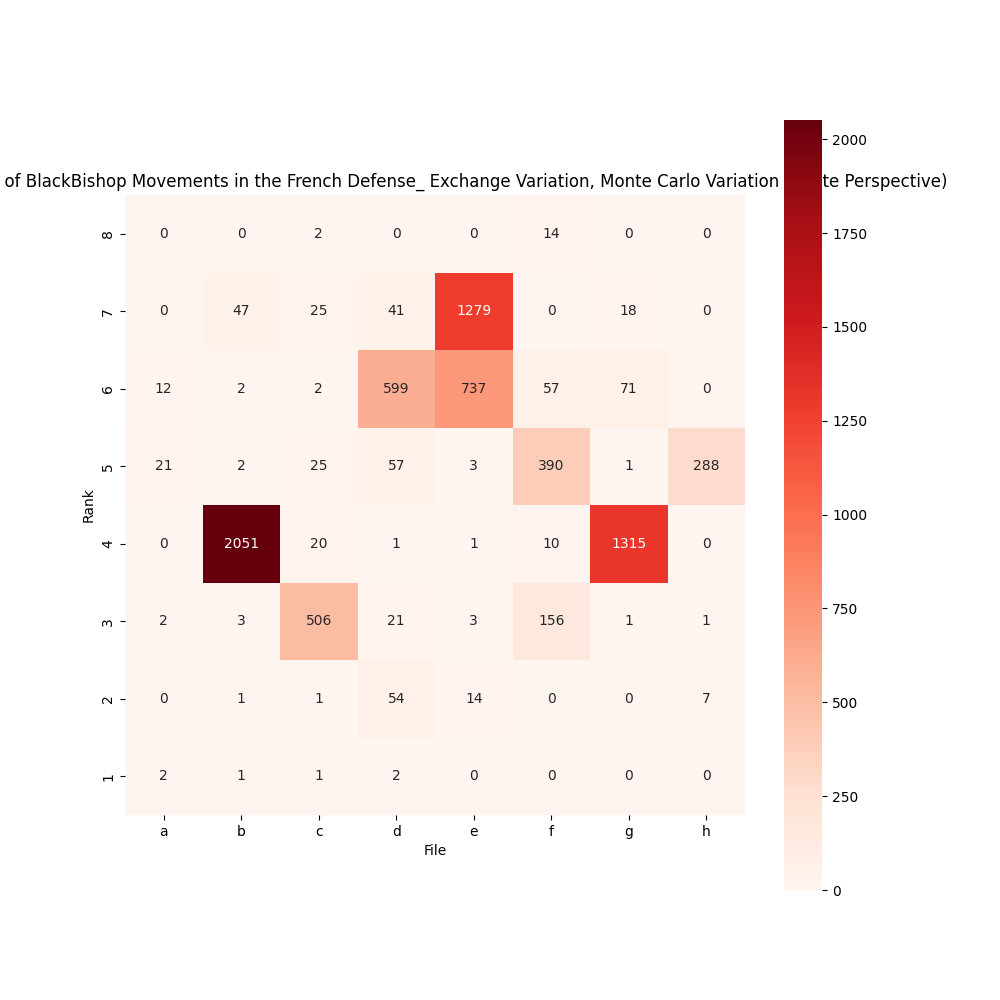 of BlackBishop Movements in the French Defense_ Exchange Variation, Monte Carlo Variation te Perspective)
2000
1750
1500
1250
1000
750
500
250
0
Rank
8 0 0 2 0 0 14 0 0
7 0 47 25 41 1279 0 18 0
6 12 2 2 599 737 57 71 0
5 21 2 25 57 3 390 1 288
4 0 2051 20 1 1 10 1315 0
3 2 3 506 21 3 156 1 1
2 0 1 1 54 14 0 0 7
1 2 1 1 2 0 0 0 0
a b c d e f g h
File